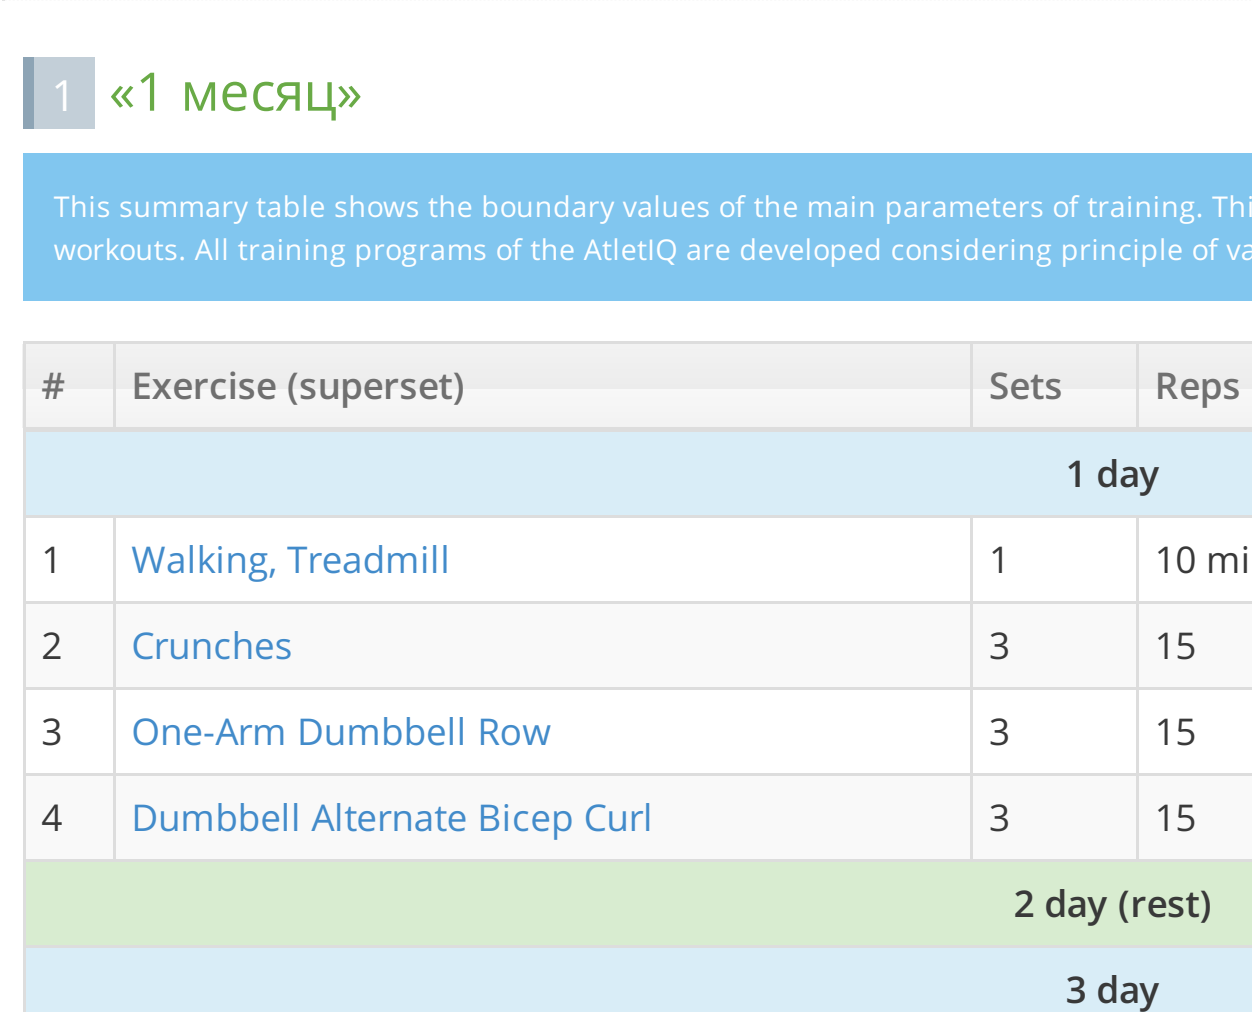 1 «1 месяц»
This summary table shows the boundary values of the main parameters of training. Thi
workouts. All training programs of the AtletIQ are developed considering principle of va
# Exercise (superset) Sets Reps
1 day
1 Walking, Treadmill 1 10 mi
2 Crunches 3 15
3 One-Arm Dumbbell Row 3 15
4 Dumbbell Alternate Bicep Curl 3 15
2 day (rest)
3 day